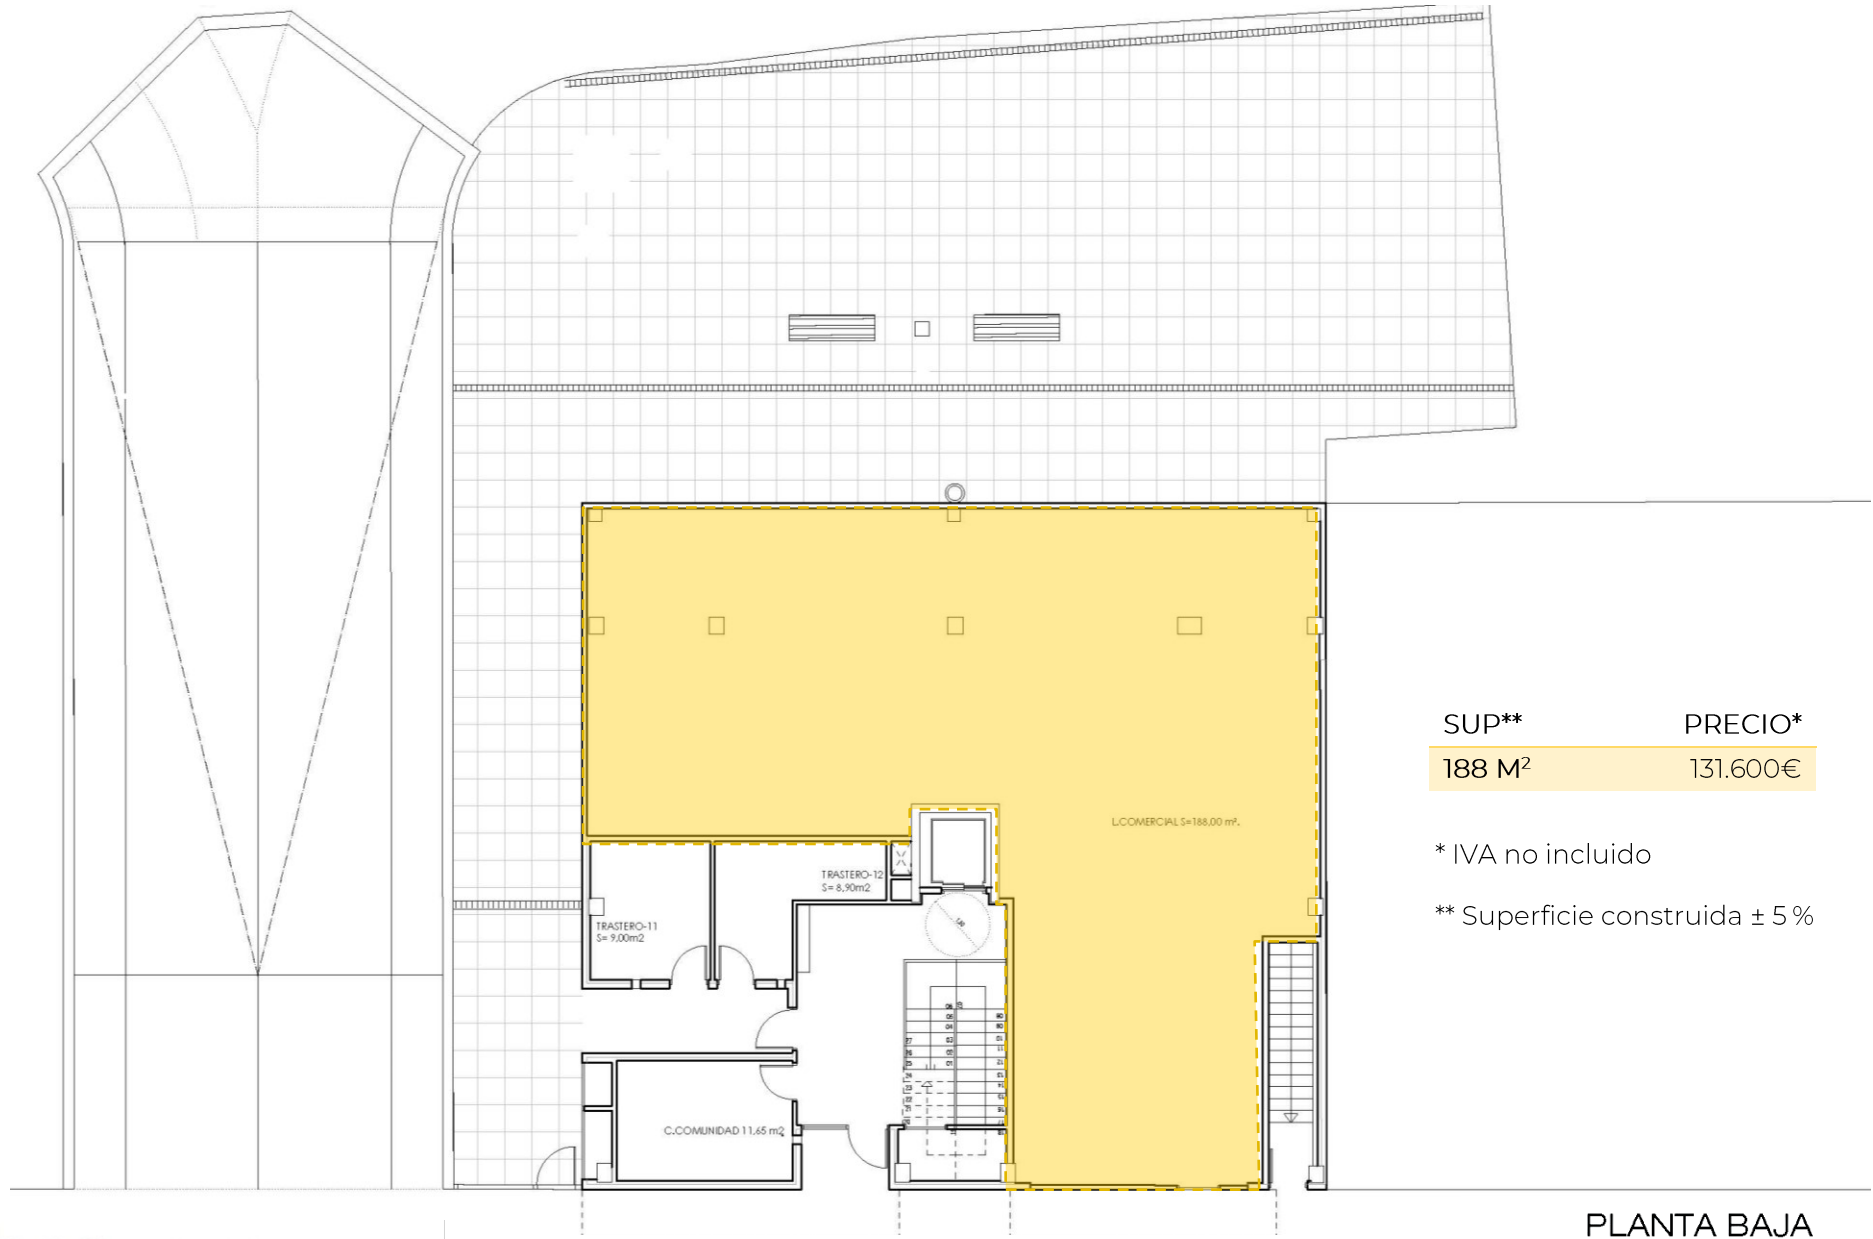 SUP** PRECIO*
188 M² 131.600€
L.COMERCIAL S=188,00 m².
* IVA no incluido
TRASTERO-12
S= 8,90m2
** Superficie construida ± 5 %
TRASTERO-11
S= 9,00m2
C.COMUNIDAD 11,65 m2
PLANTA BAJA